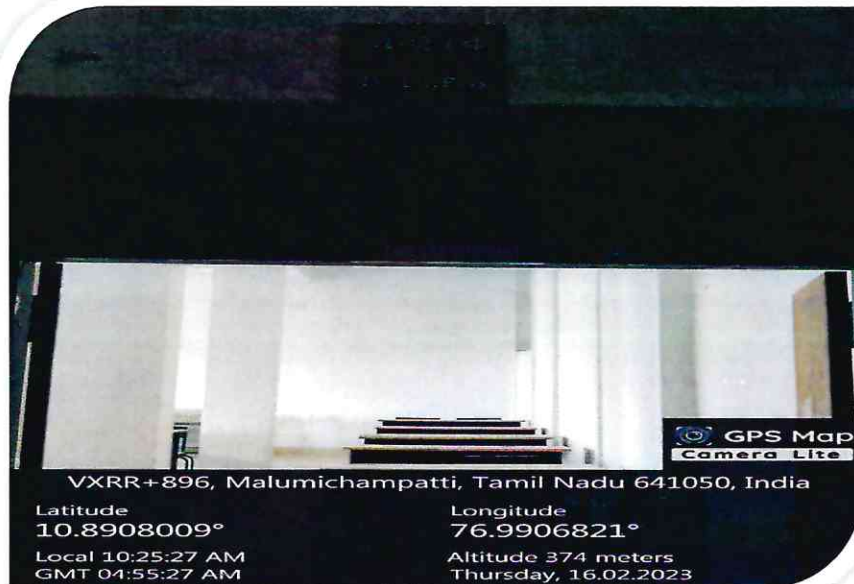 GPS Map
Camera Lite
VXRR+896, Malumichampatti, Tamil Nadu 641050, India
Latitude
10.8908009°
Longitude
76.9906821°
Local 10:25:27 AM
GMT 04:55:27 AM
Altitude 374 meters
Thursday, 16.02.2023